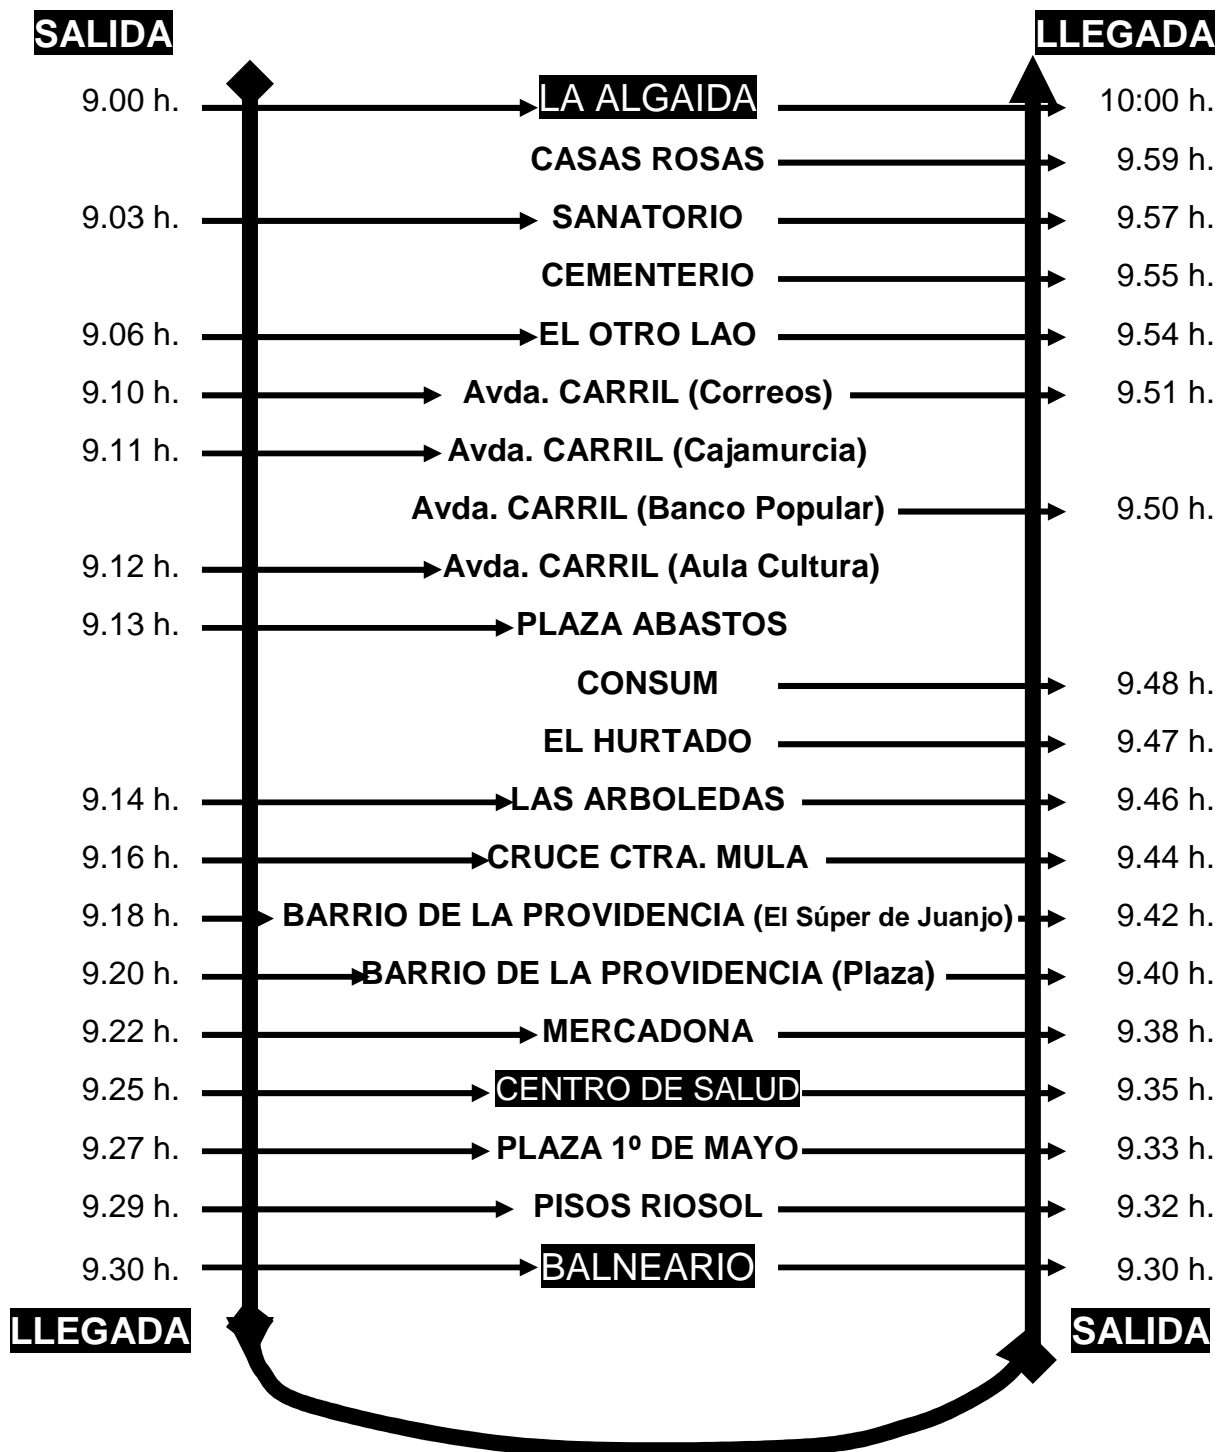 SALIDA LLEGADA
9.00 h. LA ALGAIDA 10:00 h.
CASAS ROSAS 9.59 h.
9.03 h. SANATORIO 9.57 h.
CEMENTERIO 9.55 h.
9.06 h. EL OTRO LAO 9.54 h.
9.10 h. Avda. CARRIL (Correos) 9.51 h.
9.11 h. Avda. CARRIL (Cajamurcia)
Avda. CARRIL (Banco Popular) 9.50 h.
9.12 h. Avda. CARRIL (Aula Cultura)
9.13 h. PLAZA ABASTOS
CONSUM 9.48 h.
EL HURTADO 9.47 h.
9.14 h. LAS ARBOLEDAS 9.46 h.
9.16 h. CRUCE CTRA. MULA 9.44 h.
9.18 h. BARRIO DE LA PROVIDENCIA (El Súper de Juanjo) 9.42 h.
9.20 h. BARRIO DE LA PROVIDENCIA (Plaza) 9.40 h.
9.22 h. MERCADONA 9.38 h.
9.25 h. CENTRO DE SALUD 9.35 h.
9.27 h. PLAZA 1º DE MAYO 9.33 h.
9.29 h. PISOS RIOSOL 9.32 h.
9.30 h. BALNEARIO 9.30 h.
LLEGADA SALIDA